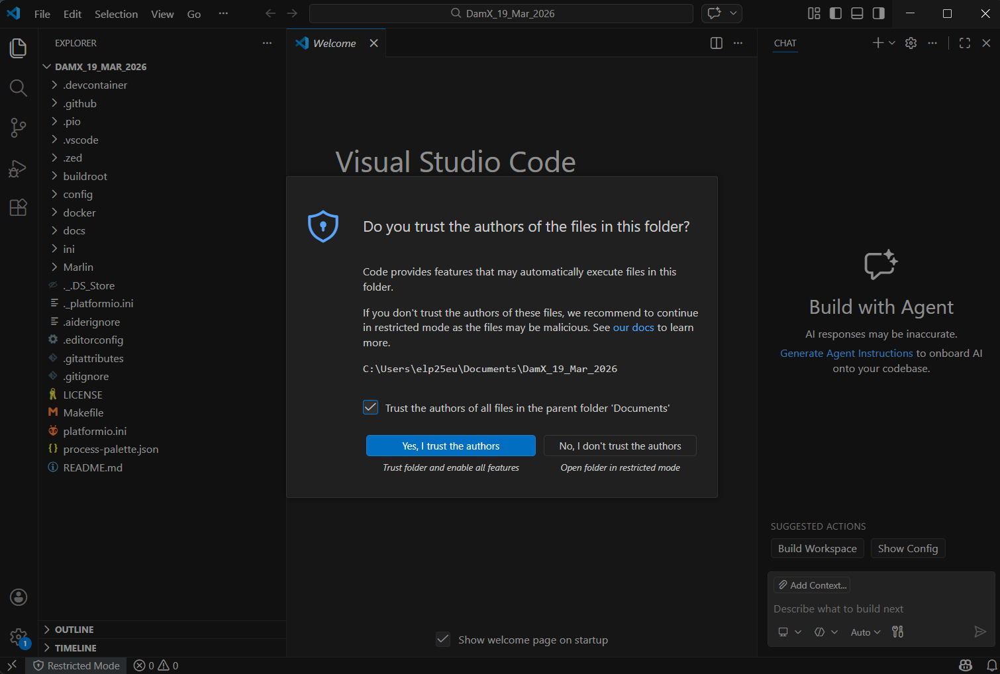 File Edit Selection View Go ···
DamX_19_Mar_2026
EXPLORER
DAMX_19_MAR_2026
.devcontainer
.github
.pio
.vscode
.zed
buildroot
config
docker
docs
ini
Marlin
._.DS_Store
._platformio.ini
.aiderignore
.editorconfig
.gitattributes
.gitignore
LICENSE
Makefile
platformio.ini
process-palette.json
README.md
OUTLINE
TIMELINE
1
Restricted Mode
0 0
Welcome
Visual Studio Code
Do you trust the authors of the files in this folder?
Code provides features that may automatically execute files in this
folder.
If you don't trust the authors of these files, we recommend to continue
in restricted mode as the files may be malicious. See our docs to learn
more.
C:\Users\elp25eu\Documents\DamX_19_Mar_2026
Trust the authors of all files in the parent folder 'Documents'
Yes, I trust the authors
No, I don't trust the authors
Trust folder and enable all features
Open folder in restricted mode
Show welcome page on startup
CHAT
Build with Agent
AI responses may be inaccurate.
Generate Agent Instructions to onboard AI
onto your codebase.
SUGGESTED ACTIONS
Build Workspace
Show Config
Add Context...
Describe what to build next
Auto